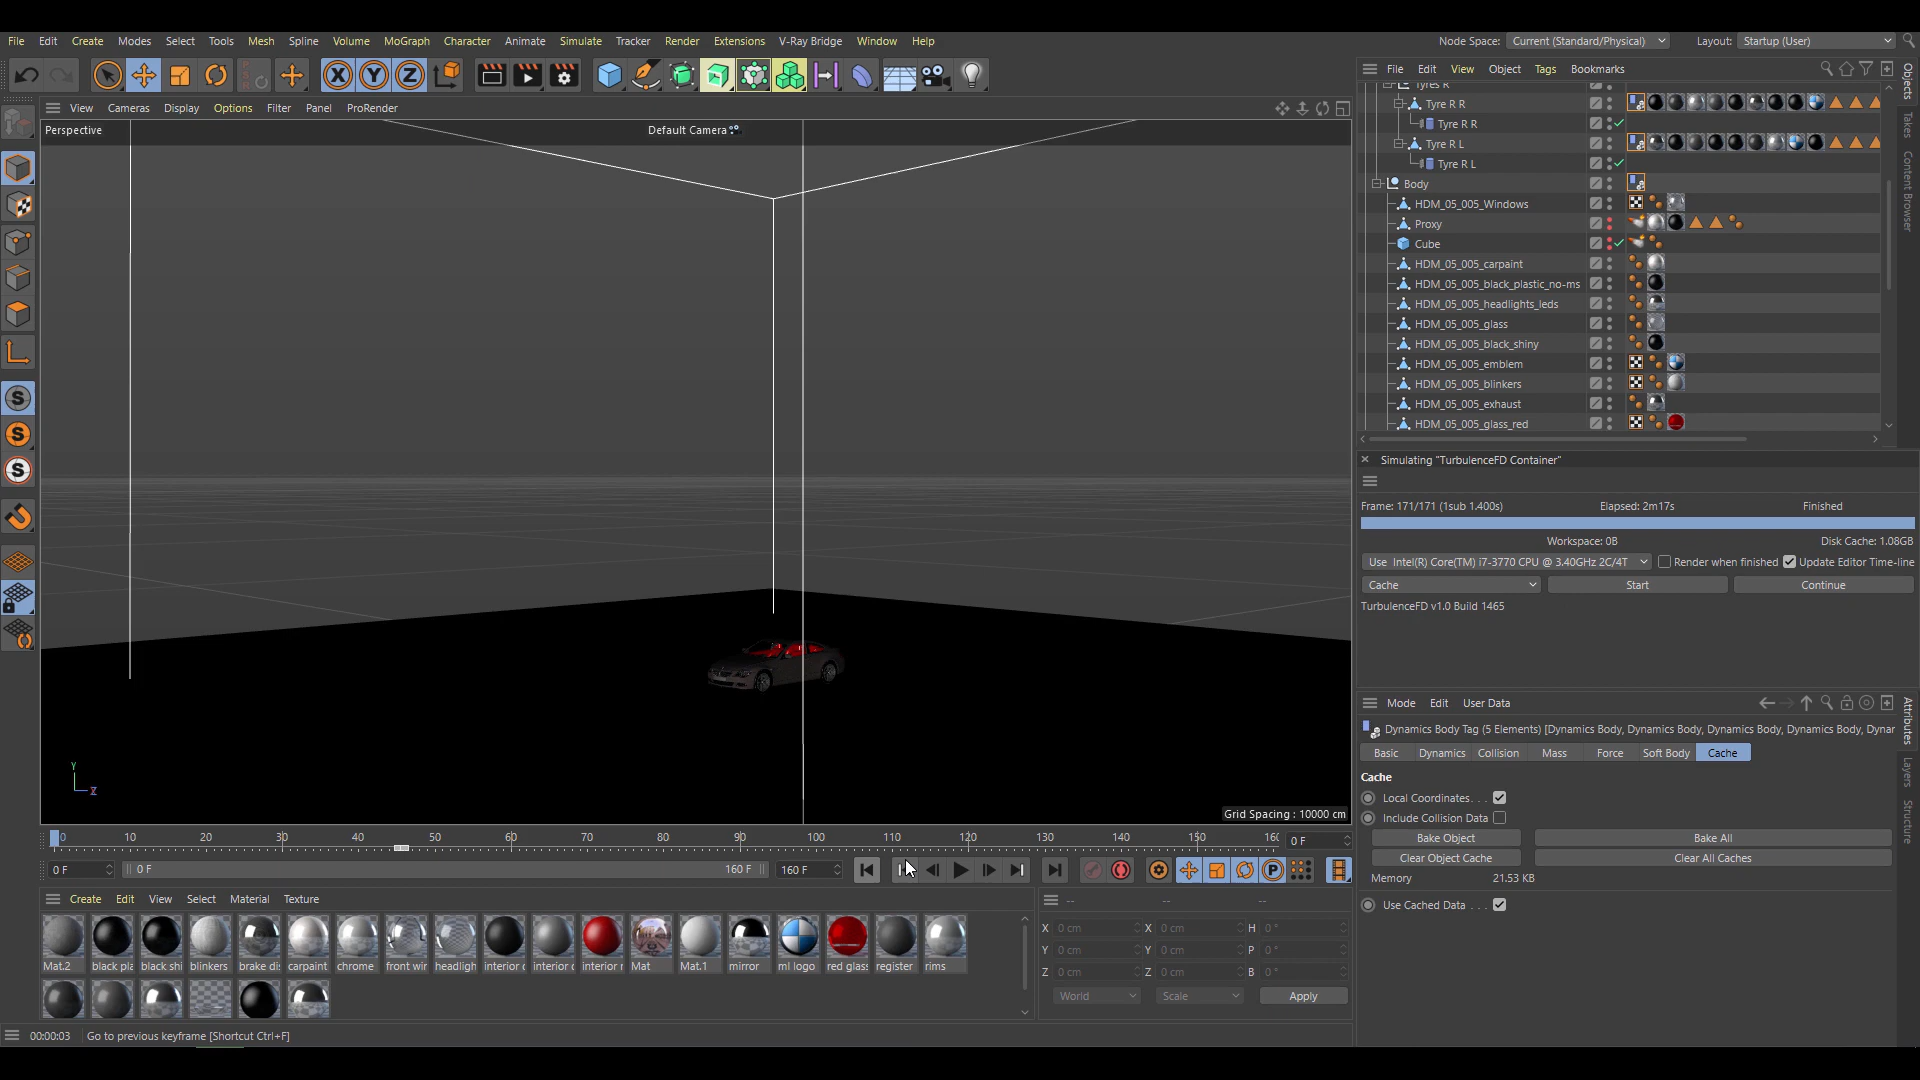 File Edit Create Modes Select Tools Mesh Spline Volume MoGraph Character Animate Simulate Tracker Render Extensions V-Ray Bridge Window Help
Node Space: Current (Standard/Physical) Layout: Startup (User)
File Edit View Object Tags Bookmarks
View Cameras Display Options Filter Panel ProRender
Perspective
Default Camera
Tyres R
Tyre R R
Tyre R R
Tyre R L
Tyre R L
Body
HDM_05_005_Windows
Proxy
Cube
HDM_05_005_carpaint
HDM_05_005_black_plastic_no-ms
HDM_05_005_headlights_leds
HDM_05_005_glass
HDM_05_005_black_shiny
HDM_05_005_emblem
HDM_05_005_blinkers
HDM_05_005_exhaust
HDM_05_005_glass_red
Objects
Takes
Content Browser
Simulating "TurbulenceFD Container"
Frame: 171/171 (1sub 1.400s) Elapsed: 2m17s Finished
Workspace: 0B Disk Cache: 1.08GB
Use Intel(R) Core(TM) i7-3770 CPU @ 3.40GHz 2C/4T Render when finished Update Editor Time-line
Cache Start Continue
TurbulenceFD v1.0 Build 1465
Mode Edit User Data
Dynamics Body Tag (5 Elements) [Dynamics Body, Dynamics Body, Dynamics Body, Dynamics Body, Dynar
Basic Dynamics Collision Mass Force Soft Body Cache
Cache
Local Coordinates. . .
Include Collision Data
Bake Object Bake All
Clear Object Cache Clear All Caches
Memory 21.53 KB
Use Cached Data . . .
Attributes
Layers
Structure
Y
Z
Grid Spacing : 10000 cm
0 10 20 30 40 50 60 70 80 90 100 110 120 130 140 150 16 0 F
0 F 0 F 160 F 160 F
P
Create Edit View Select Material Texture
Mat.2 black pla black shi blinkers brake di carpaint chrome front wir headligh interior interior interior r Mat Mat.1 mirror ml logo red glass register rims
-- -- --
X 0 cm X 0 cm H 0 °
Y 0 cm Y 0 cm P 0 °
Z 0 cm Z 0 cm B 0 °
World Scale Apply
00:00:03 Go to previous keyframe [Shortcut Ctrl+F]